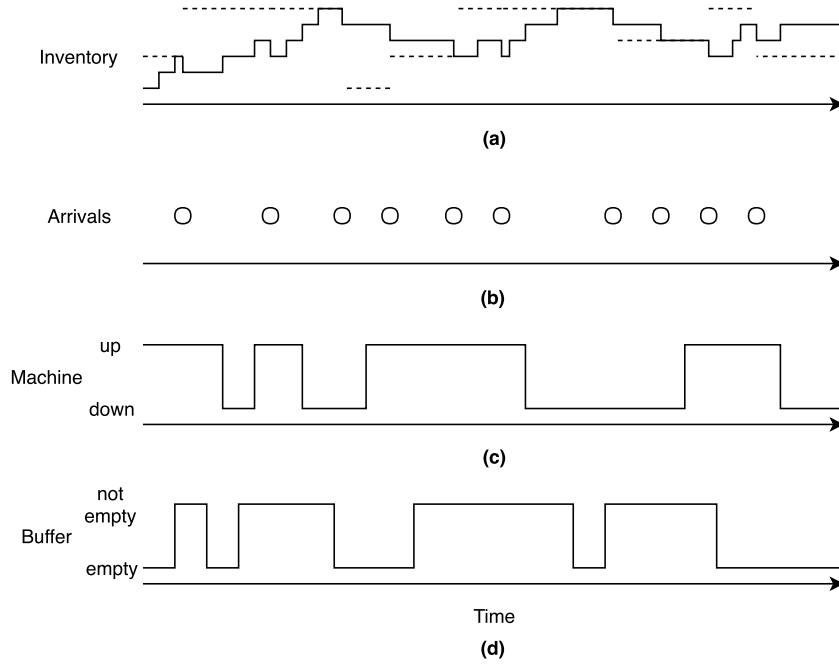 Inventory
(a)
Arrivals
(b)
up
Machine
down
(c)
not
empty
Buffer
empty
Time
(d)